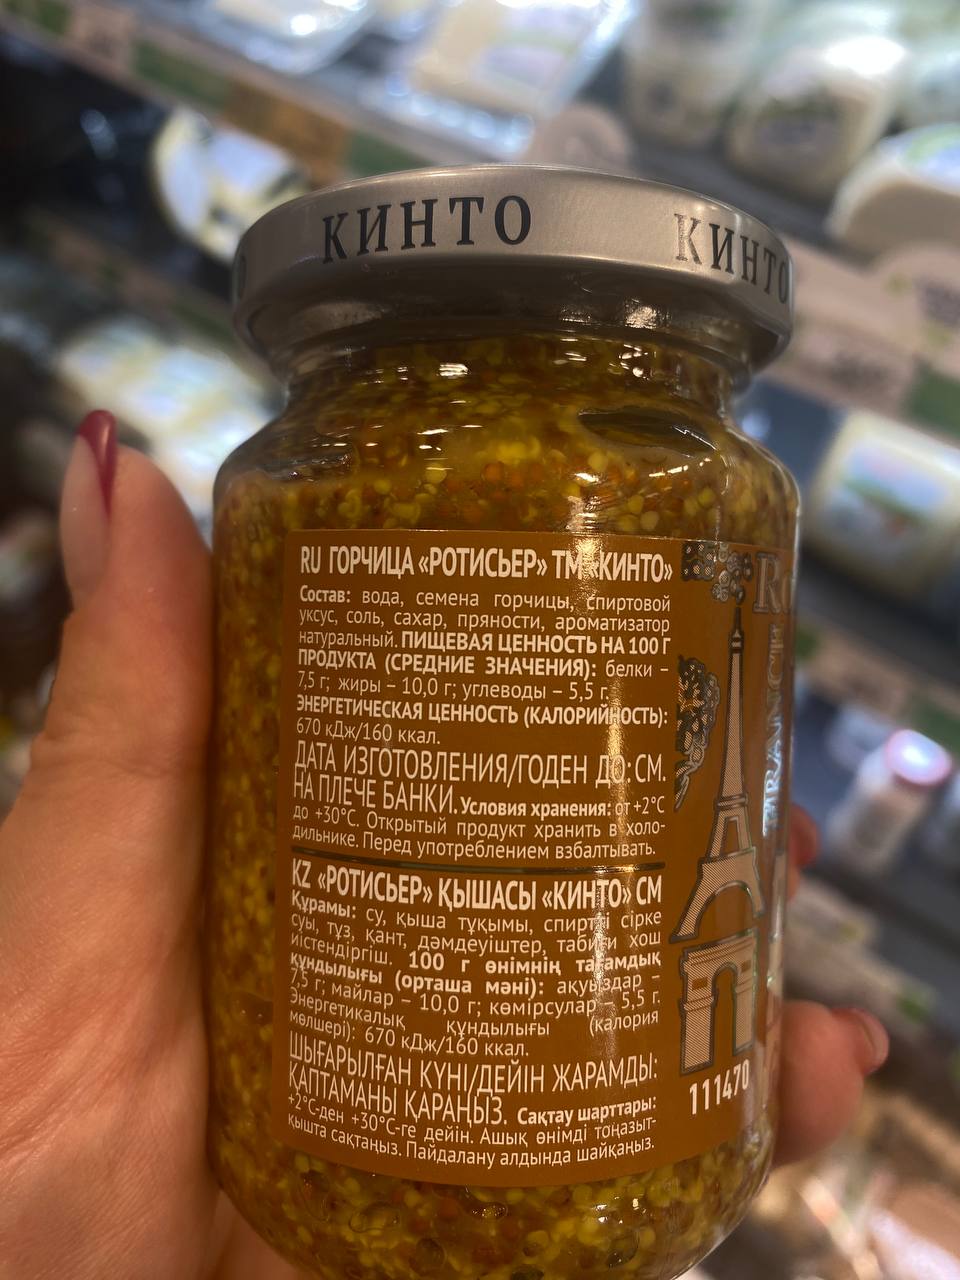 КИНТО
КИНТО
RU ГОРЧИЦА «РОТИСЬЕР» ТМ «КИНТО»
Состав: вода, семена горчицы, спиртовой
уксус, соль, сахар, пряности, ароматизатор
натуральный. ПИЩЕВАЯ ЦЕННОСТЬ НА 100 Г
ПРОДУКТА (СРЕДНИЕ ЗНАЧЕНИЯ): белки –
7,5 г; жиры – 10,0 г; углеводы – 5,5 г.
ЭНЕРГЕТИЧЕСКАЯ ЦЕННОСТЬ (КАЛОРИЙНОСТЬ):
670 кДж/160 ккал.
ДАТА ИЗГОТОВЛЕНИЯ/ГОДЕН ДО: СМ.
НА ПЛЕЧЕ БАНКИ. Условия хранения: от +2°С
до +30°С. Открытый продукт хранить в холо-
дильнике. Перед употреблением взбалтывать.
KZ «РОТИСЬЕР» ҚЫШАСЫ «КИНТО» СМ
Құрамы: су, қыша тұқымы, спиртті сірке
суы, тұз, қант, дәмдеуіштер, табиғи хош
иістендіргіш. 100 г өнімнің тағамдық
құндылығы (орташа мәні): ақуыздар –
7,5 г; майлар – 10,0 г; көмірсулар – 5,5 г.
Энергетикалық құндылығы (калория
мөлшері): 670 кДж/160 ккал.
ШЫҒАРЫЛҒАН КҮНІ/ДЕЙІН ЖАРАМДЫ:
ҚАПТАМАНЫ ҚАРАҢЫЗ. Сақтау шарттары:
+2°С-ден +30°С-ге дейін. Ашық өнімді тоңазыт-
қышта сақтаңыз. Пайдалану алдында шайқаңыз.
111470